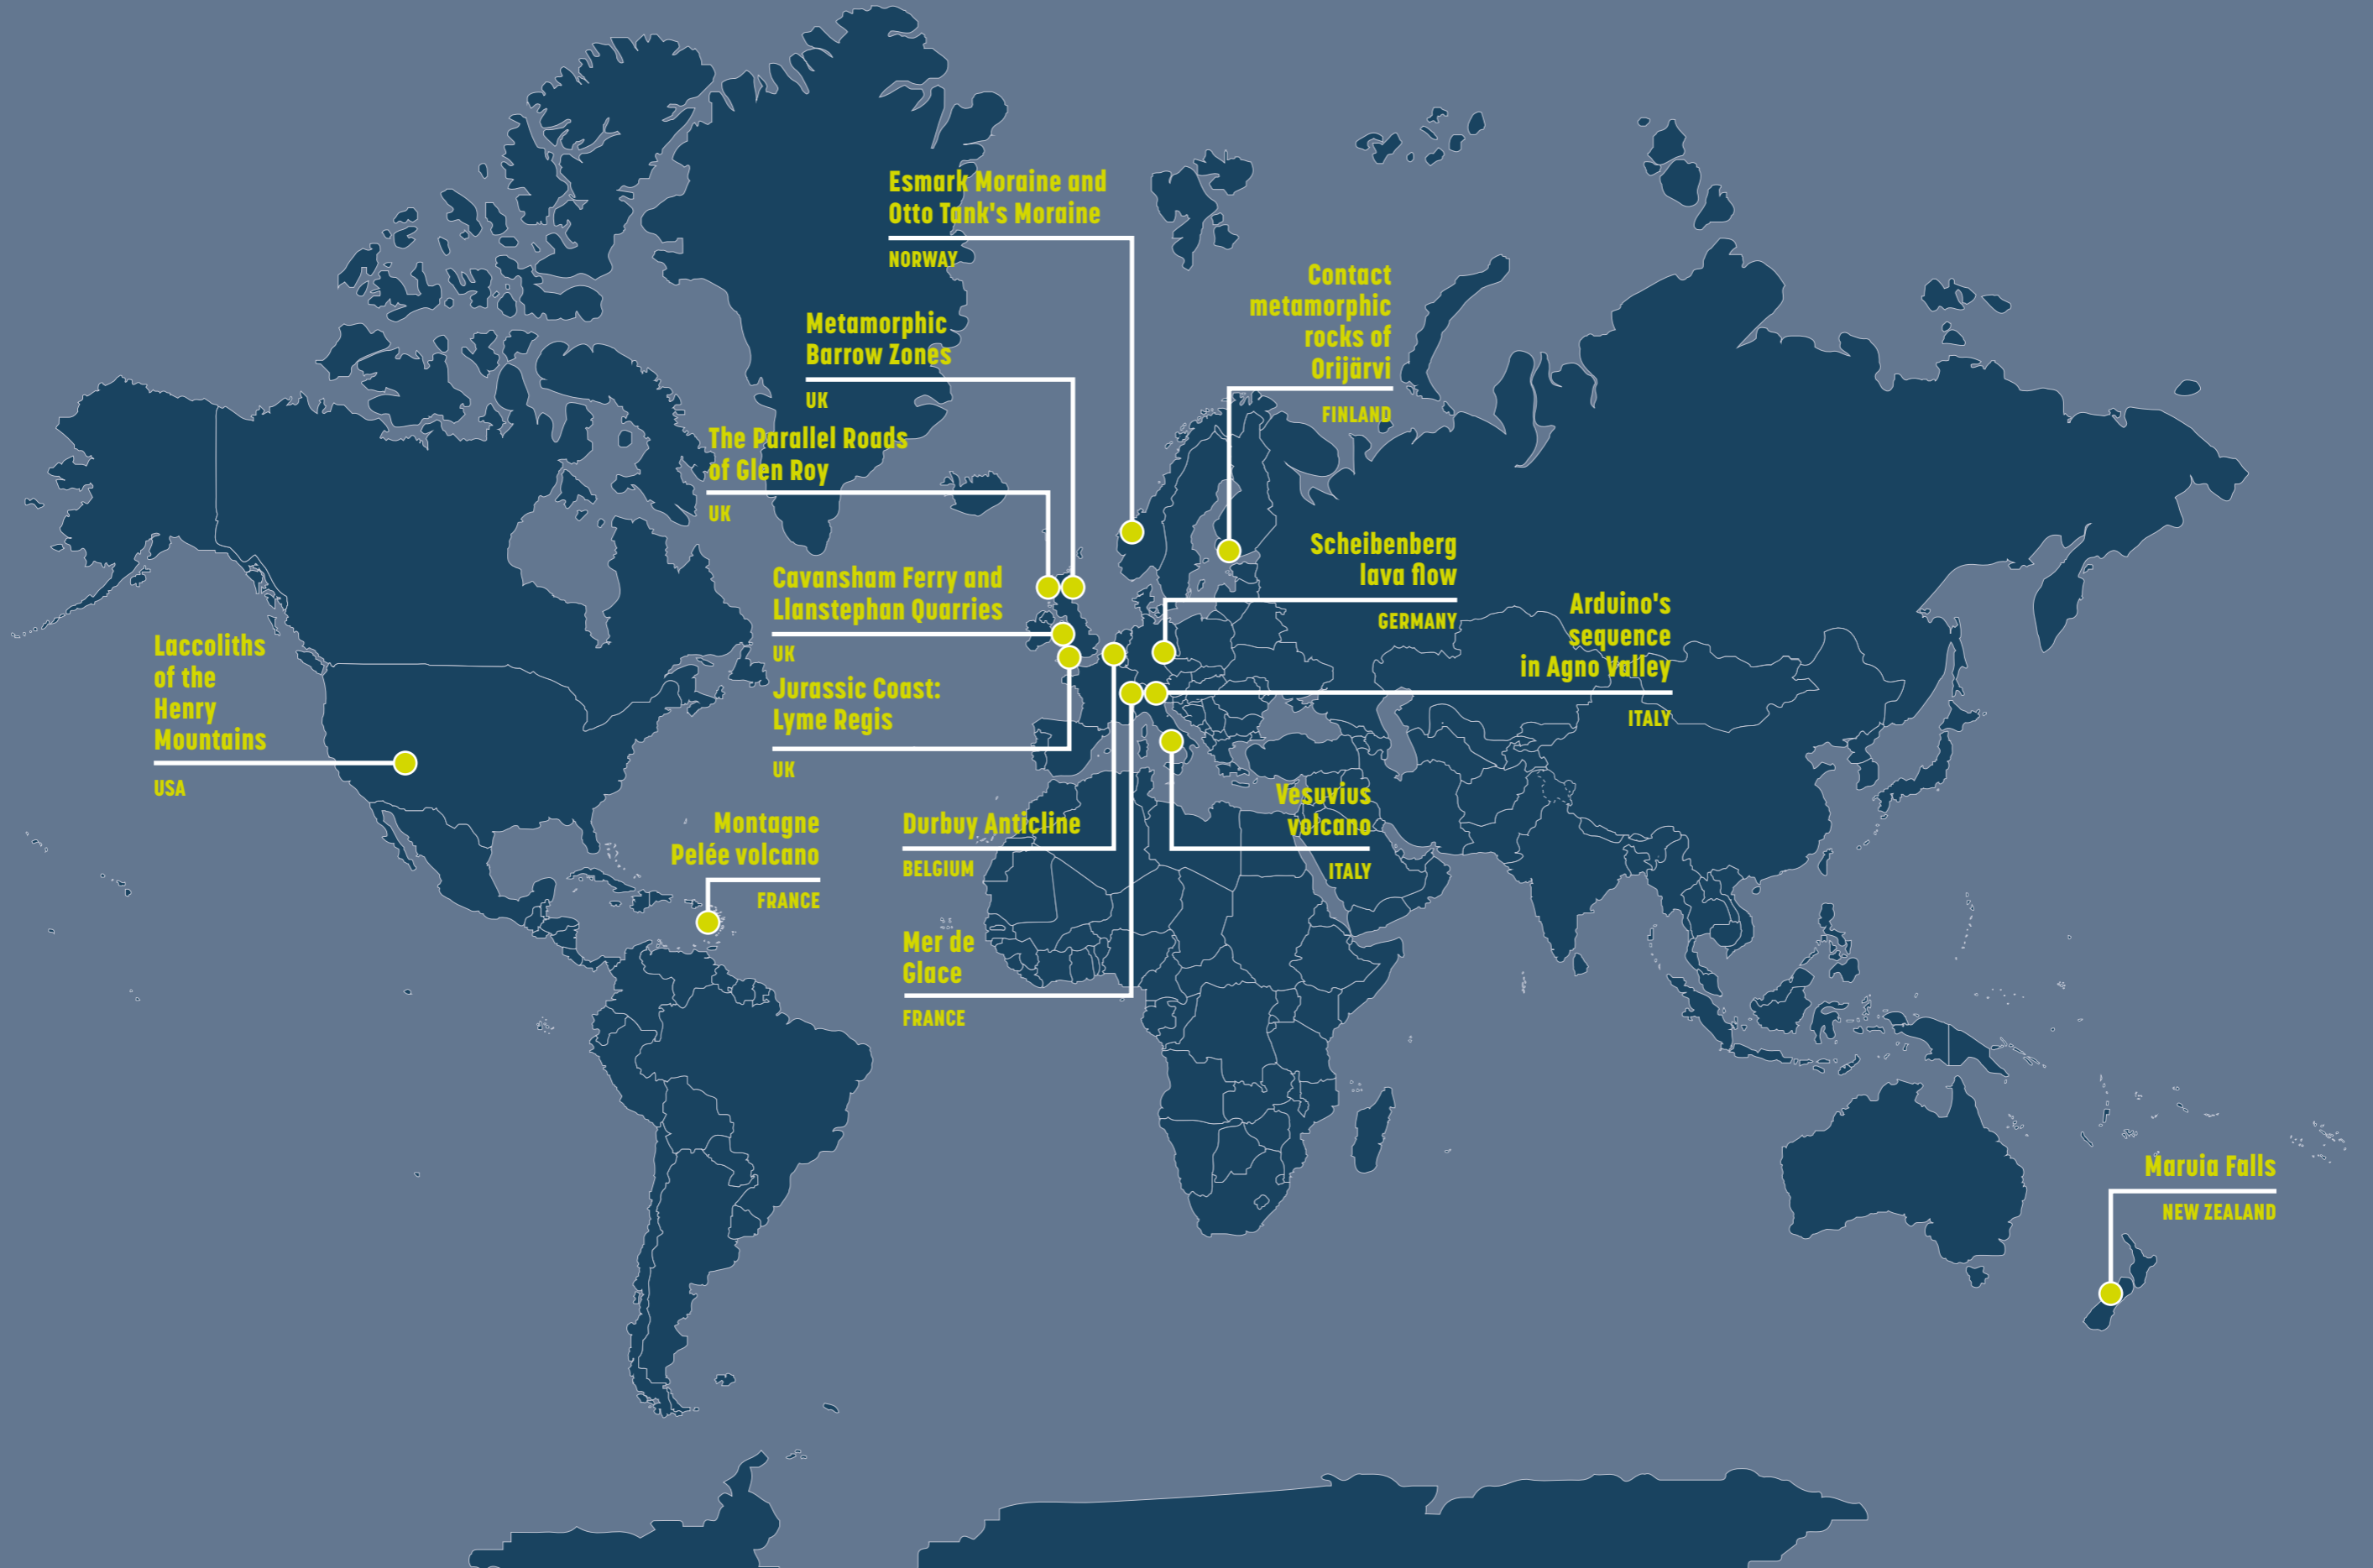 Esmark Moraine and
Otto Tank's Moraine
NORWAY
Contact
metamorphic
rocks of
Orijärvi
FINLAND
Metamorphic
Barrow Zones
UK
The Parallel Roads
of Glen Roy
UK
Scheibenberg
lava flow
GERMANY
Cavansham Ferry and
Llanstephan Quarries
UK
Arduino's
sequence
in Agno Valley
ITALY
Laccoliths
of the
Henry
Mountains
USA
Jurassic Coast:
Lyme Regis
UK
Montagne
Pelée volcano
FRANCE
Durbuy Anticline
BELGIUM
Vesuvius
volcano
ITALY
Mer de
Glace
FRANCE
Maruia Falls
NEW ZEALAND